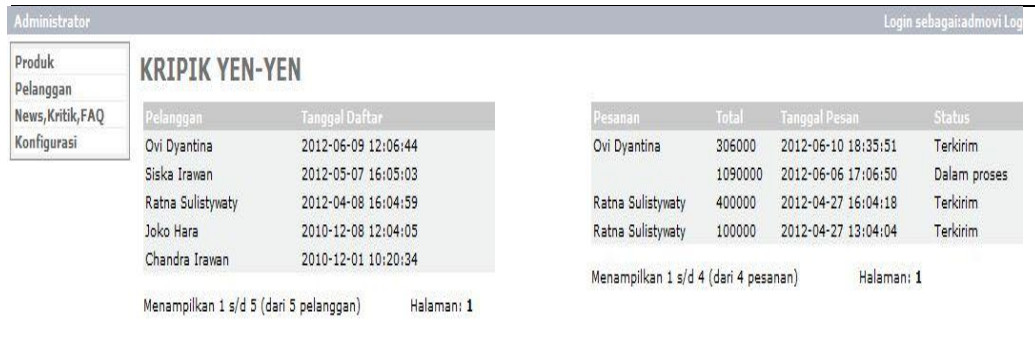 Administrator Login sebagai:admovi Log
Produk
Pelanggan
News,Kritik,FAQ
Konfigurasi
KRIPIK YEN-YEN
Pelanggan Tanggal Daftar
Ovi Dyantina 2012-06-09 12:06:44
Siska Irawan 2012-05-07 16:05:03
Ratna Sulistywaty 2012-04-08 16:04:59
Joko Hara 2010-12-08 12:04:05
Chandra Irawan 2010-12-01 10:20:34
Menampilkan 1 s/d 5 (dari 5 pelanggan) Halaman: 1
Pesanan Total Tanggal Pesan Status
Ovi Dyantina 306000 2012-06-10 18:35:51 Terkirim
1090000 2012-06-06 17:06:50 Dalam proses
Ratna Sulistywaty 400000 2012-04-27 16:04:18 Terkirim
Ratna Sulistywaty 100000 2012-04-27 13:04:04 Terkirim
Menampilkan 1 s/d 4 (dari 4 pesanan) Halaman: 1